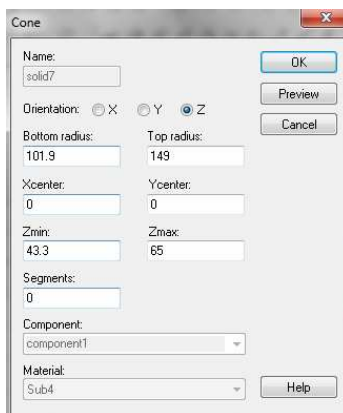 Cone
Name:
solid7
OK
Orientation: X Y Z
Preview
Bottom radius: Top radius:
Cancel
101.9 149
Xcenter: Ycenter:
0 0
Zmin: Zmax:
43.3 65
Segments:
0
Component:
component1
Material:
Sub4
Help